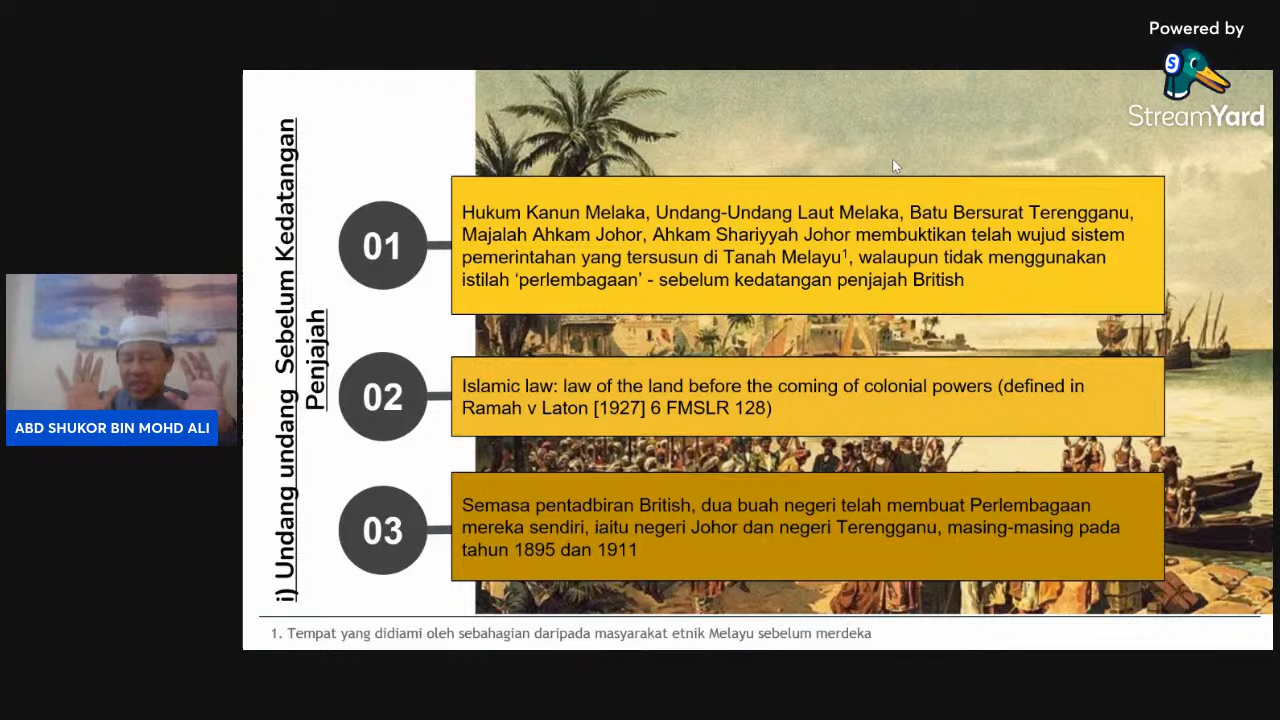 Powered by
S
StreamYard
i) Undang undang Sebelum Kedatangan
Penjajah
01
Hukum Kanun Melaka, Undang-Undang Laut Melaka, Batu Bersurat Terengganu,
Majalah Ahkam Johor, Ahkam Shariyyah Johor membuktikan telah wujud sistem
pemerintahan yang tersusun di Tanah Melayu¹, walaupun tidak menggunakan
istilah ‘perlembagaan’ - sebelum kedatangan penjajah British
02
Islamic law: law of the land before the coming of colonial powers (defined in
Ramah v Laton [1927] 6 FMSLR 128)
03
Semasa pentadbiran British, dua buah negeri telah membuat Perlembagaan
mereka sendiri, iaitu negeri Johor dan negeri Terengganu, masing-masing pada
tahun 1895 dan 1911
1. Tempat yang didiami oleh sebahagian daripada masyarakat etnik Melayu sebelum merdeka
ABD SHUKOR BIN MOHD ALI